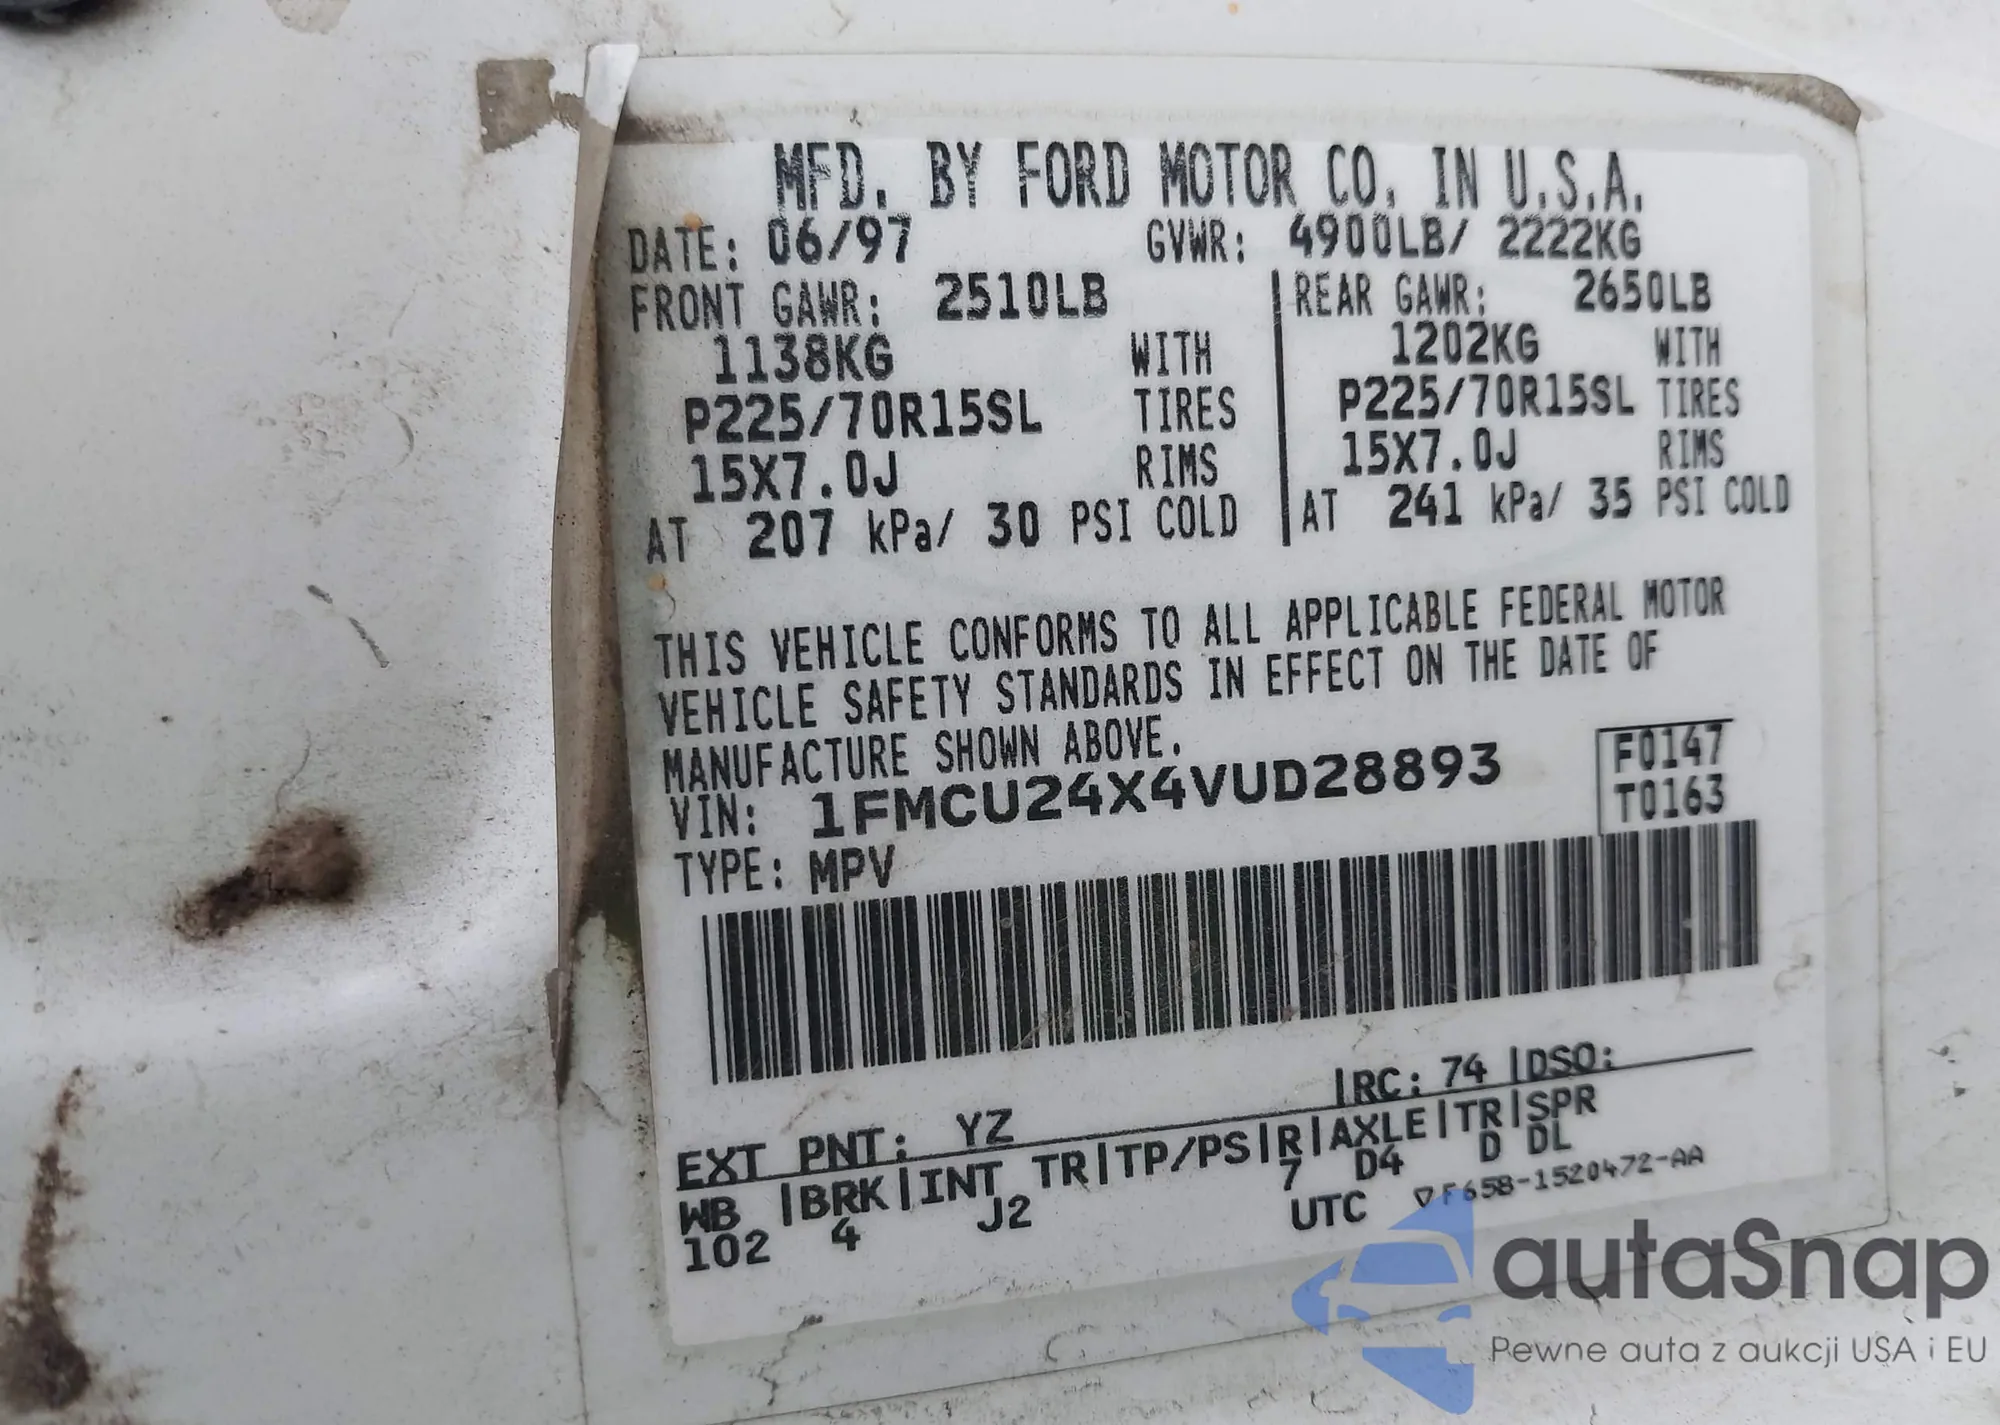 MFD. BY FORD MOTOR CO. IN U.S.A.
DATE: 06/97 GVWR: 4900LB/ 2222KG
FRONT GAWR: 2510LB REAR GAWR: 2650LB
1138KG WITH 1202KG WITH
P225/70R15SL TIRES P225/70R15SL TIRES
15X7.0J RIMS 15X7.0J RIMS
AT 207 kPa/ 30 PSI COLD AT 241 kPa/ 35 PSI COLD
THIS VEHICLE CONFORMS TO ALL APPLICABLE FEDERAL MOTOR
VEHICLE SAFETY STANDARDS IN EFFECT ON THE DATE OF
MANUFACTURE SHOWN ABOVE.
VIN: 1FMCU24X4VUD28893
F0147
T0163
TYPE: MPV
EXT PNT: YZ |RC: 74 |DSO:
WB |BRK|INT TR|TP/PS|R|AXLE|TR|SPR
102 4 J2 7 D4 D DL
UTC ▽F65B-1520472-AA
autaSnap
Pewne auta z aukcji USA i EU